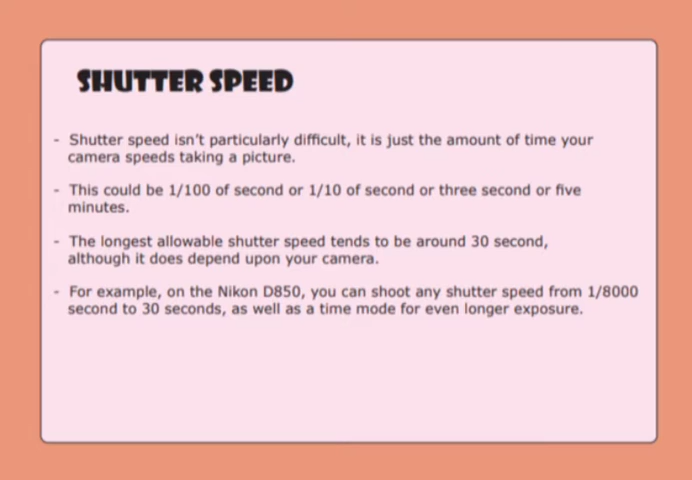 SHUTTER SPEED
- Shutter speed isn't particularly difficult, it is just the amount of time your
camera speeds taking a picture.
- This could be 1/100 of second or 1/10 of second or three second or five
minutes.
- The longest allowable shutter speed tends to be around 30 second,
although it does depend upon your camera.
- For example, on the Nikon D850, you can shoot any shutter speed from 1/8000
second to 30 seconds, as well as a time mode for even longer exposure.